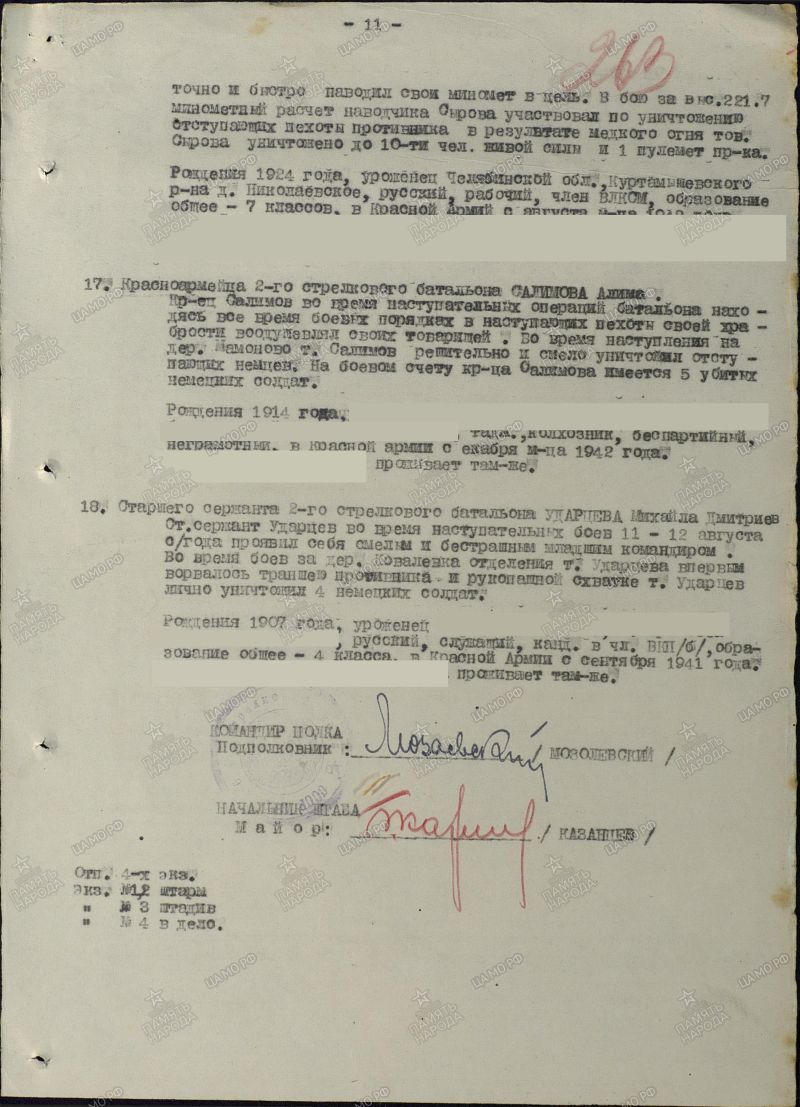 - 11 -
263
точно и быстро наводил свой миномет в цель. В бою за выс.221.7
минометный расчет наводчика Сырова участвовал по уничтожению
отступающих пехоты противника в результате медкого огня тов.
Сырова уничтожено до 10-ти чел. живой силы и 1 пулемет пр-ка.
Рождения 1924 года, уроженец Челябинской обл.,Куртамышевского
р-на д. Николаевское, русский, рабочий, член ВЛКСМ, образование
общее - 7 классов. в Красной Армий с августа м-ца 1942 года
17. Красноармейца 2-го стрелкового батальона САЛИМОВА Алима .
Кр-ец Салимов во время наступательных операций батальона нахо -
дясь все время боевых порядках в наступающих пехоты своей хра -
брости воодушевлял своих товарищей . Во время наступления на
дер. Мамоново т. Салимов решительно и смело уничтожил отсту -
пающих немцев. На боевом счету кр-ца Салимова имеется 5 убитых
немецких солдат.
Рождения 1914 года.
тадж.,колхозник, беспартийный,
неграмотный. в Красной армии с екабря м-ца 1942 года.
проживает там-же.
18. Старшего сержанта 2-го стрелкового батальона УДАРЦЕВА Михайла Дмитриев
Ст.сержант Ударцев во время наступательных боев 11 - 12 августа
с/года проявил себя смелым и бестрашным младшим командиром .
Во время боев за дер. Ковалевка отделения т. Ударцева впервым
ворвалось траншею противника и рукопашной схватке т. Ударцев
лично уничтожил 4 немецких солдат.
Рождения 1907 года, уроженец
, русский, служащий, канд. в чл. ВКП/б/,обра-
зование общее - 4 класса. в Красной Армии с сентября 1941 года.
проживает там-же.
КОМАНДИР ПОЛКА
Подполковник : Мозолевский / МОЗОЛЕВСКИЙ /
НАЧАЛЬНИК ШТАБА
Майор: / КАЗАНЦЕВ /
Отп. 4-х экз.
Экз. №1,2 штарм
" № 3 штадив
" № 4 в дело.